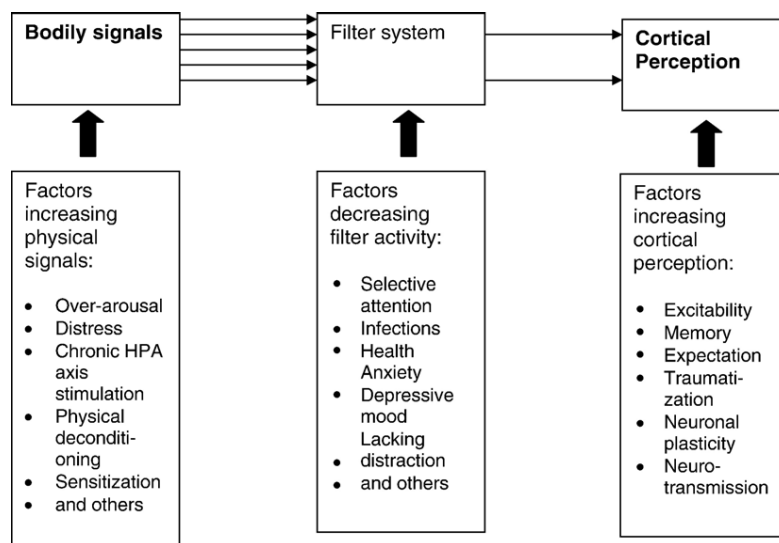 Bodily signals
Filter system
Cortical
Perception
Factors
increasing
physical
signals:
• Over-arousal
• Distress
• Chronic HPA
axis
stimulation
• Physical
deconditi-
oning
• Sensitization
• and others
Factors
decreasing
filter activity:
• Selective
attention
• Infections
• Health
Anxiety
• Depressive
mood Lacking
• distraction
• and others
Factors
increasing
cortical
perception:
• Excitability
• Memory
• Expectation
• Traumati-
zation
• Neuronal
plasticity
• Neuro-
transmission